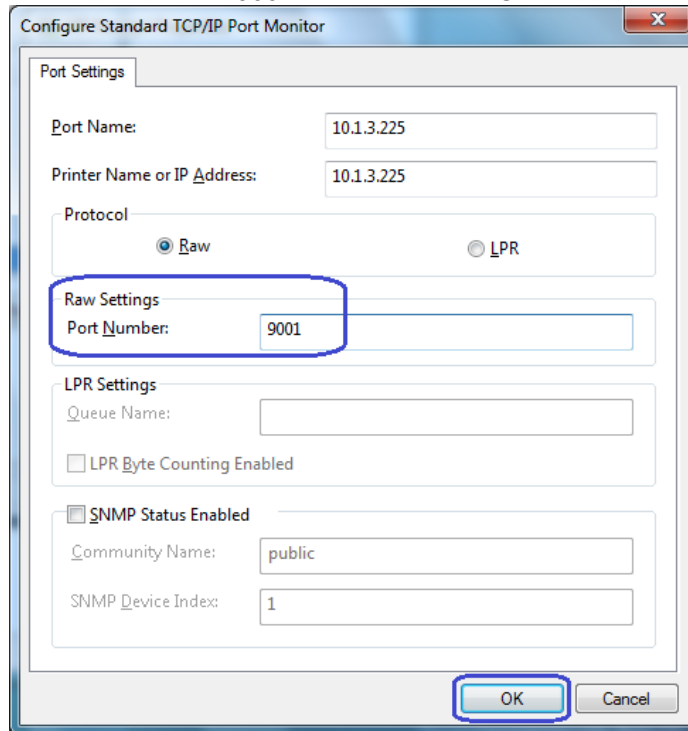 Configure Standard TCP/IP Port Monitor
Port Settings
Port Name: 10.1.3.225
Printer Name or IP Address: 10.1.3.225
Protocol
Raw LPR
Raw Settings
Port Number: 9001
LPR Settings
Queue Name:
LPR Byte Counting Enabled
SNMP Status Enabled
Community Name: public
SNMP Device Index: 1
OK Cancel